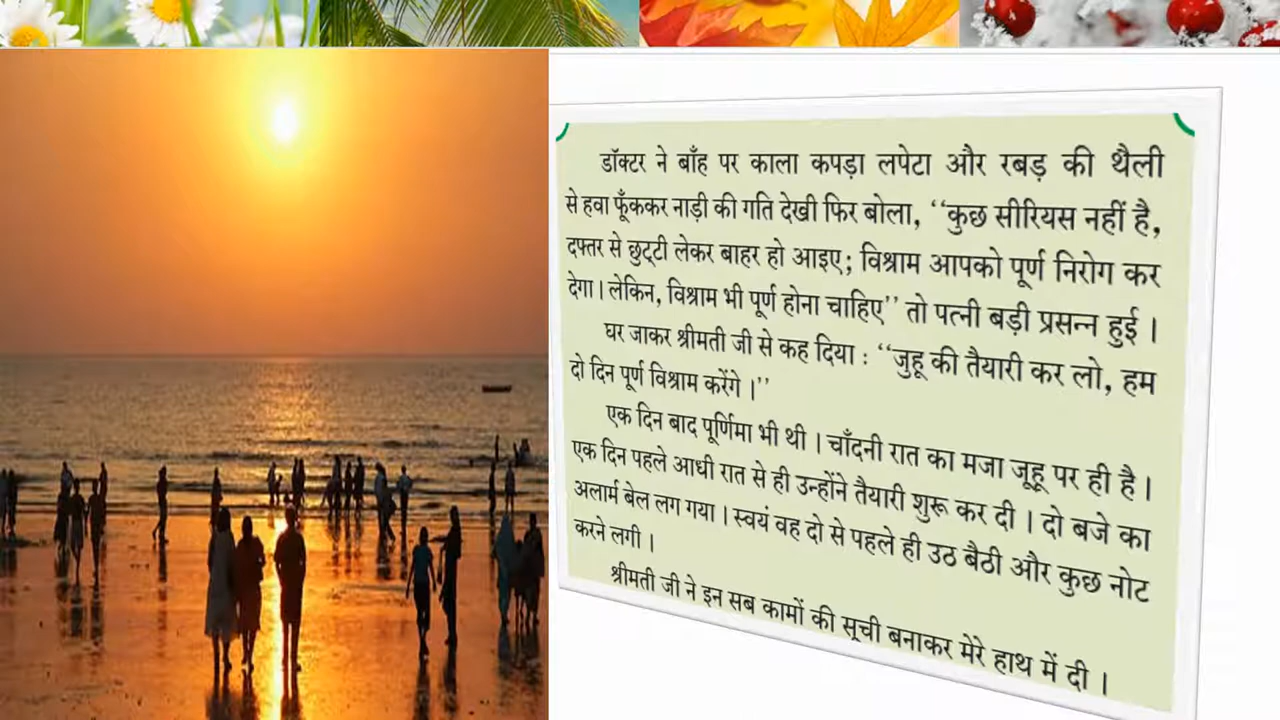 डॉक्टर ने बाँह पर काला कपड़ा लपेटा और रबड़ की थैली
से हवा फूँककर नाड़ी की गति देखी फिर बोला, ‘‘कुछ सीरियस नहीं है,
दफ्तर से छुट्‌टी लेकर बाहर हो आइए; विश्राम आपको पूर्ण निरोग कर
देगा । लेकिन, विश्राम भी पूर्ण होना चाहिए’’ तो पत्नी बड़ी प्रसन्न हुई ।
घर जाकर श्रीमती जी से कह दिया : ‘‘जुहू की तैयारी कर लो, हम
दो दिन पूर्ण विश्राम करेंगे ।’’
एक दिन बाद पूर्णिमा भी थी । चाँदनी रात का मजा जूहू पर ही है ।
एक दिन पहले आधी रात से ही उन्होंने तैयारी शुरू कर दी । दो बजे का
अलार्म बेल लग गया । स्वयं वह दो से पहले ही उठ बैठी और कुछ नोट
करने लगी ।
श्रीमती जी ने इन सब कामों की सूची बनाकर मेरे हाथ में दी ।